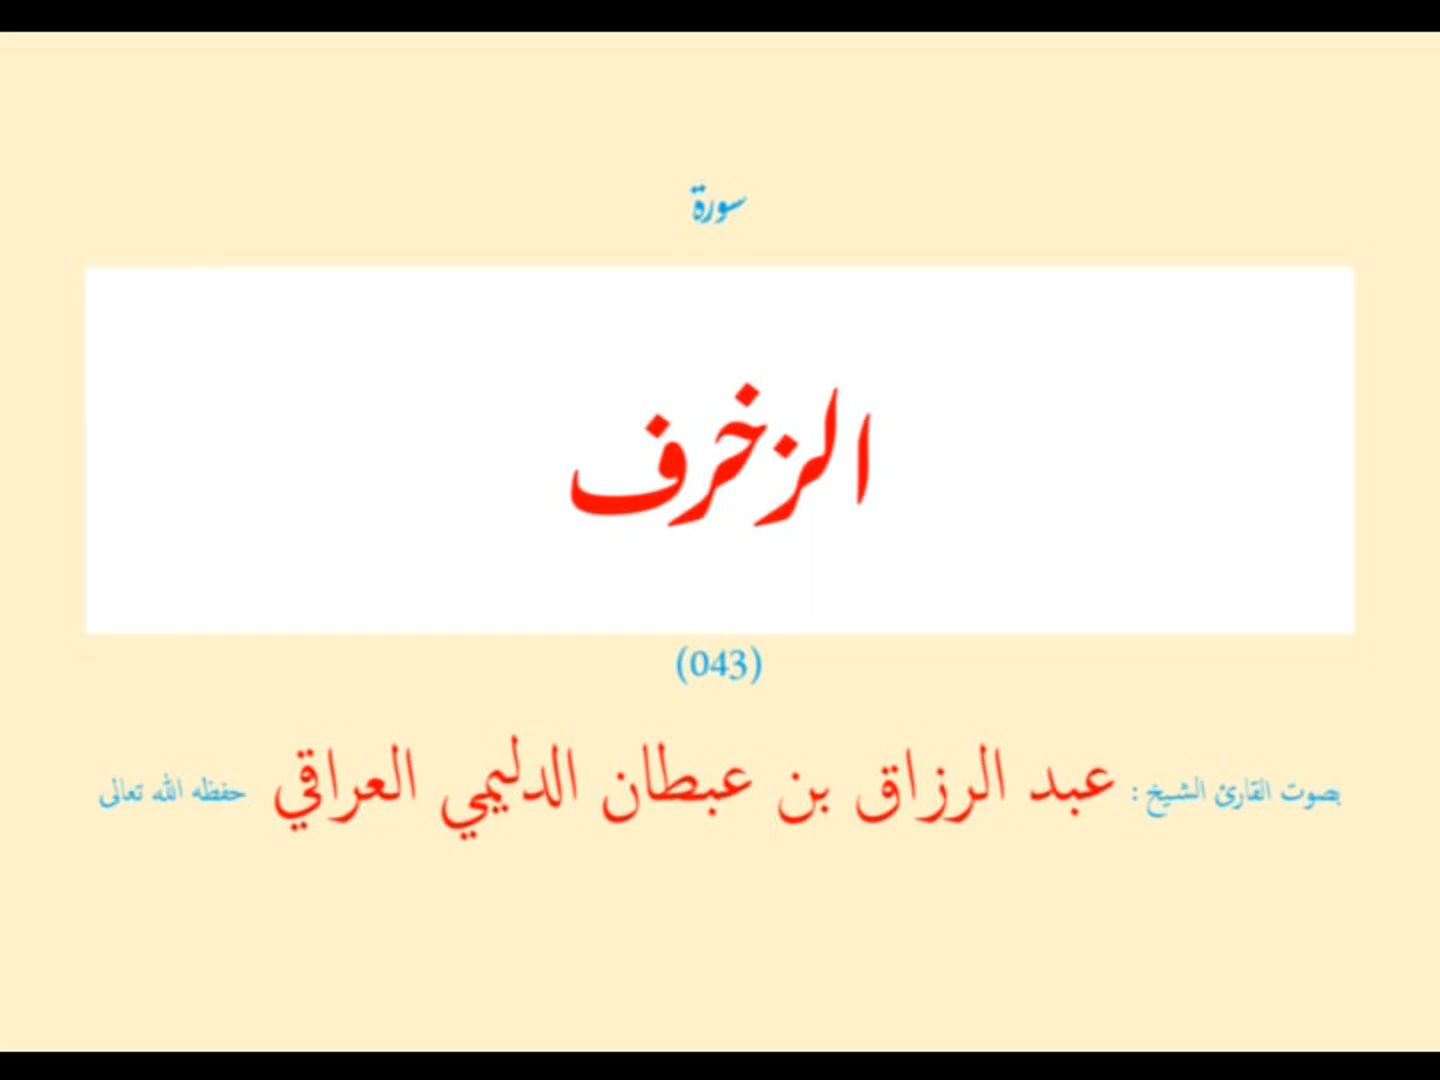 سورة
الزخرف
(043)
بصوت القارئ الشيخ : عبد الرزاق بن عبطان الدليمي العراقي حفظه الله تعالى